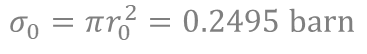 σ₀ = πr₀² = 0.2495 barn